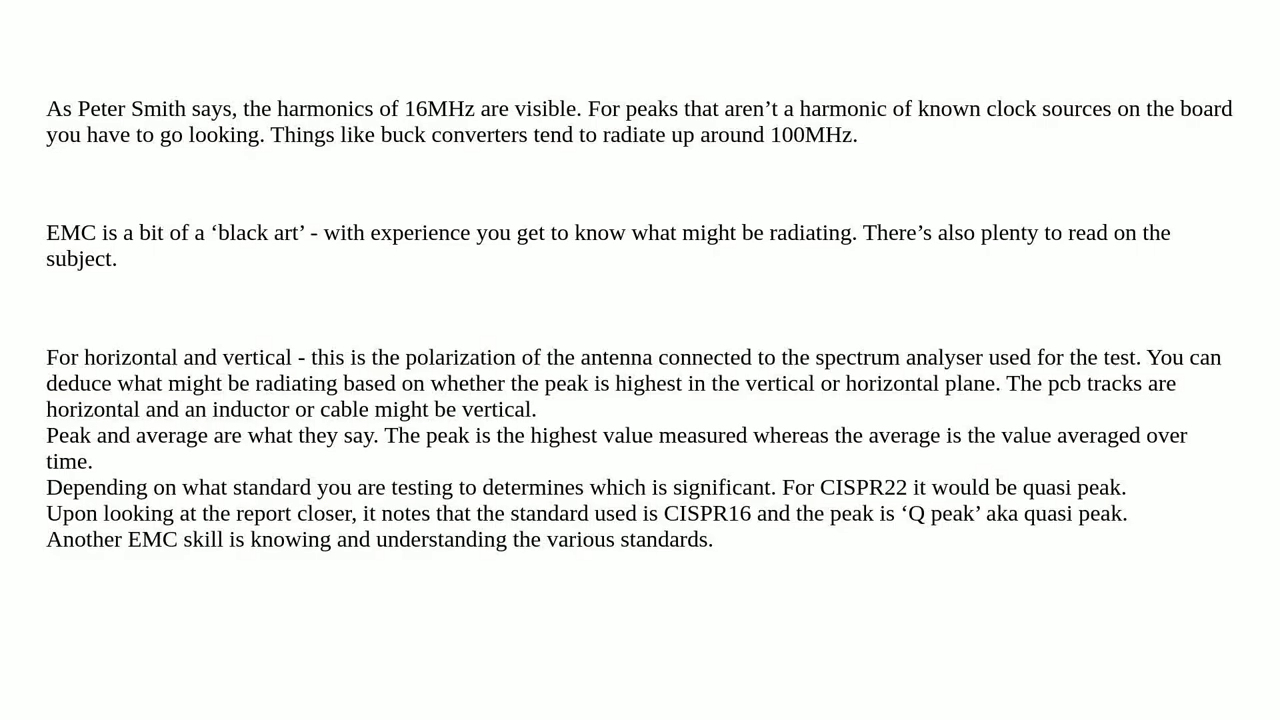 As Peter Smith says, the harmonics of 16MHz are visible. For peaks that aren’t a harmonic of known clock sources on the board
you have to go looking. Things like buck converters tend to radiate up around 100MHz.
EMC is a bit of a ‘black art’ - with experience you get to know what might be radiating. There’s also plenty to read on the
subject.
For horizontal and vertical - this is the polarization of the antenna connected to the spectrum analyser used for the test. You can
deduce what might be radiating based on whether the peak is highest in the vertical or horizontal plane. The pcb tracks are
horizontal and an inductor or cable might be vertical.
Peak and average are what they say. The peak is the highest value measured whereas the average is the value averaged over
time.
Depending on what standard you are testing to determines which is significant. For CISPR22 it would be quasi peak.
Upon looking at the report closer, it notes that the standard used is CISPR16 and the peak is ‘Q peak’ aka quasi peak.
Another EMC skill is knowing and understanding the various standards.